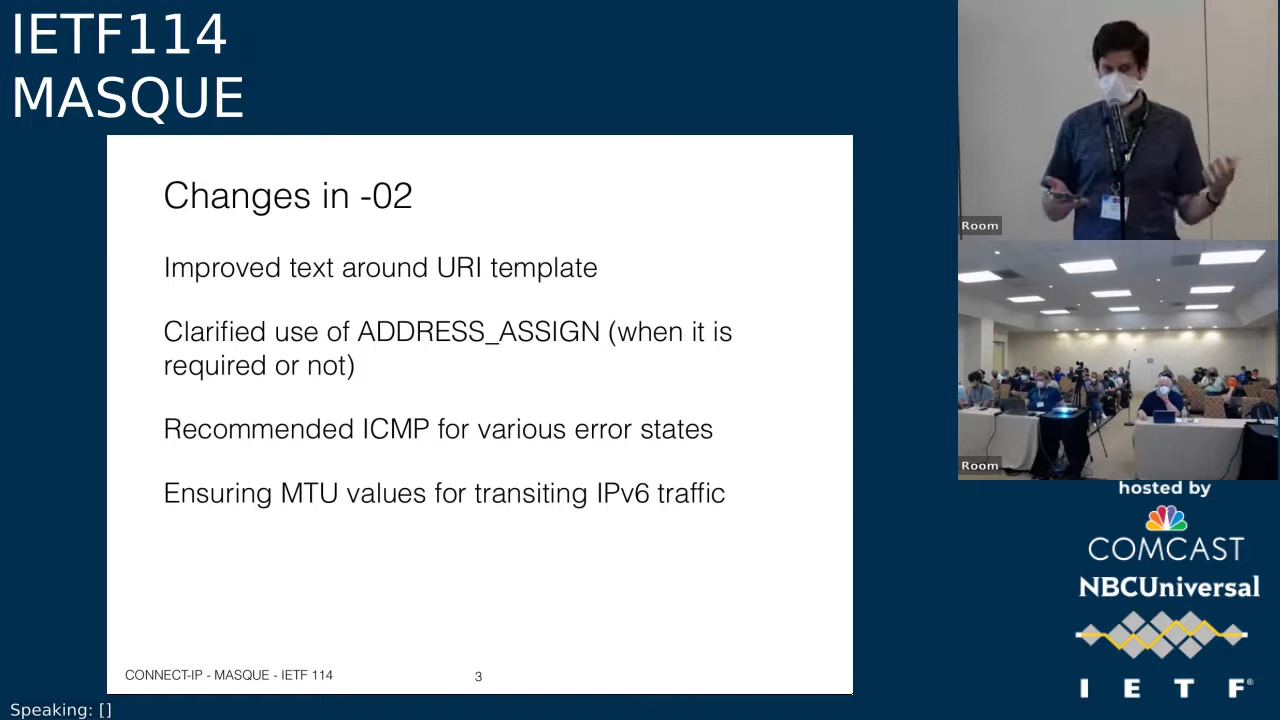 IETF114
MASQUE
Changes in -02
Improved text around URI template
Clarified use of ADDRESS_ASSIGN (when it is
required or not)
Recommended ICMP for various error states
Ensuring MTU values for transiting IPv6 traffic
CONNECT-IP - MASQUE - IETF 114
3
Room
Room
hosted by
COMCAST
NBCUniversal
I E T F®
Speaking: []